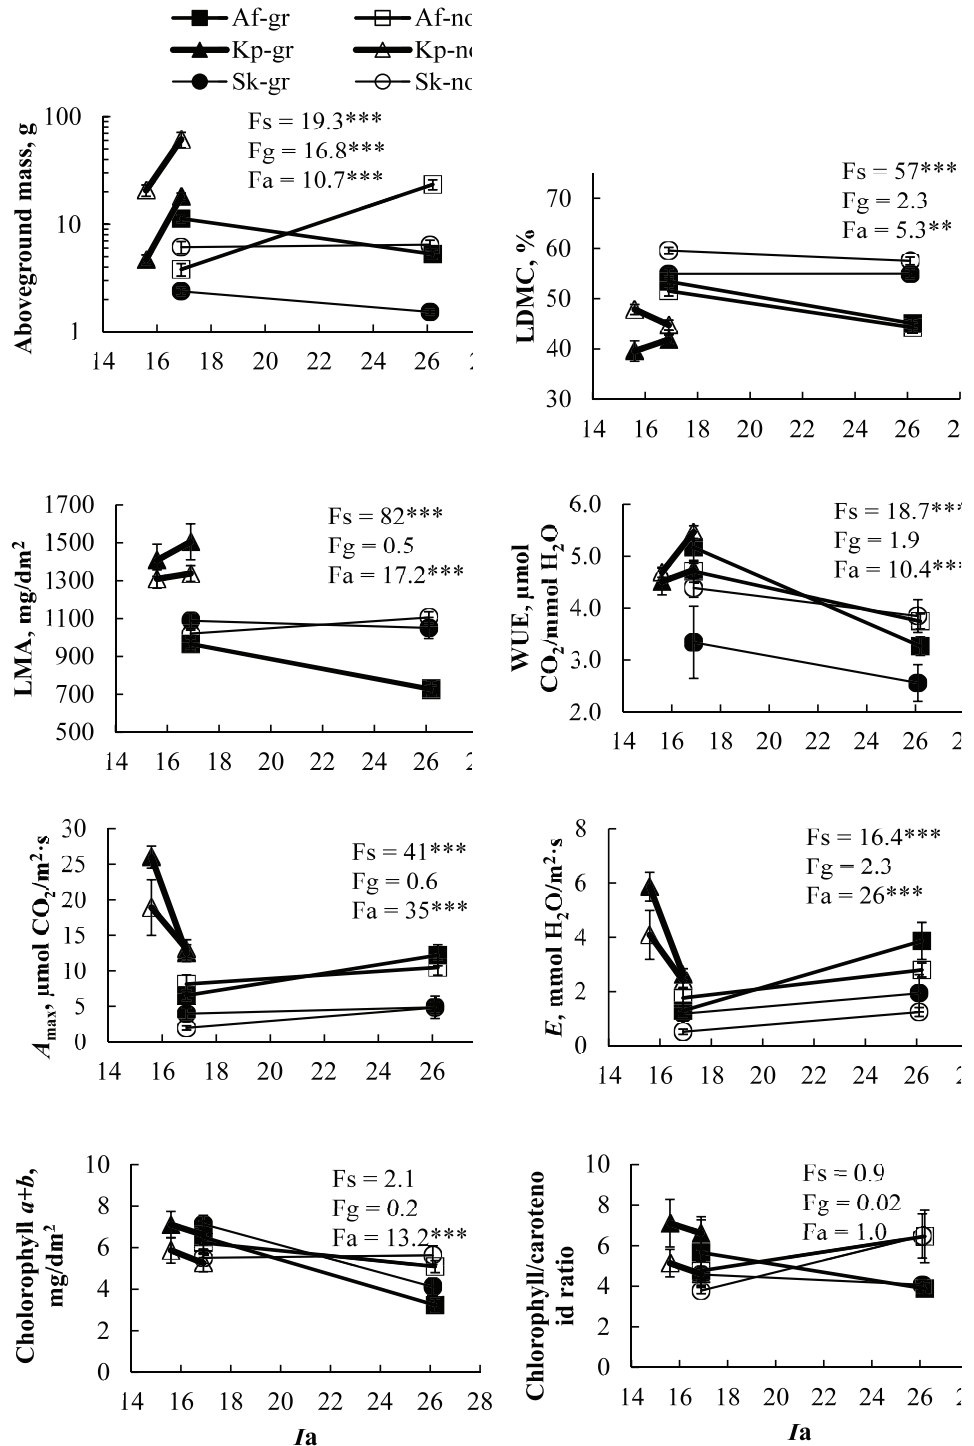 Af-gr
Af-no
Kp-gr
Kp-no
Sk-gr
Sk-no
Aboveground mass, g
100
10
1
14 16 18 20 22 24 26 2
Fs = 19.3***
Fg = 16.8***
Fa = 10.7***
LDMC, %
70
60
50
40
30
14 16 18 20 22 24 26 2
Fs = 57***
Fg = 2.3
Fa = 5.3**
LMA, mg/dm²
1700
1500
1300
1100
900
700
500
14 16 18 20 22 24 26 2
Fs = 82***
Fg = 0.5
Fa = 17.2***
WUE, µmol
CO₂/mmol H₂O
6.0
5.0
4.0
3.0
2.0
14 16 18 20 22 24 26 2
Fs = 18.7***
Fg = 1.9
Fa = 10.4***
Amax, µmol CO₂/m²·s
30
25
20
15
10
5
0
14 16 18 20 22 24 26 2
Fs = 41***
Fg = 0.6
Fa = 35***
E, mmol H₂O/m²·s
8
6
4
2
0
14 16 18 20 22 24 26 2
Fs = 16.4***
Fg = 2.3
Fa = 26***
Cholorophyll a+b,
mg/dm²
10
8
6
4
2
0
14 16 18 20 22 24 26 28
Fs = 2.1
Fg = 0.2
Fa = 13.2***
Ia
Chlorophyll/caroteno
id ratio
10
8
6
4
2
0
14 16 18 20 22 24 26 2
Fs = 0.9
Fg = 0.02
Fa = 1.0
Ia